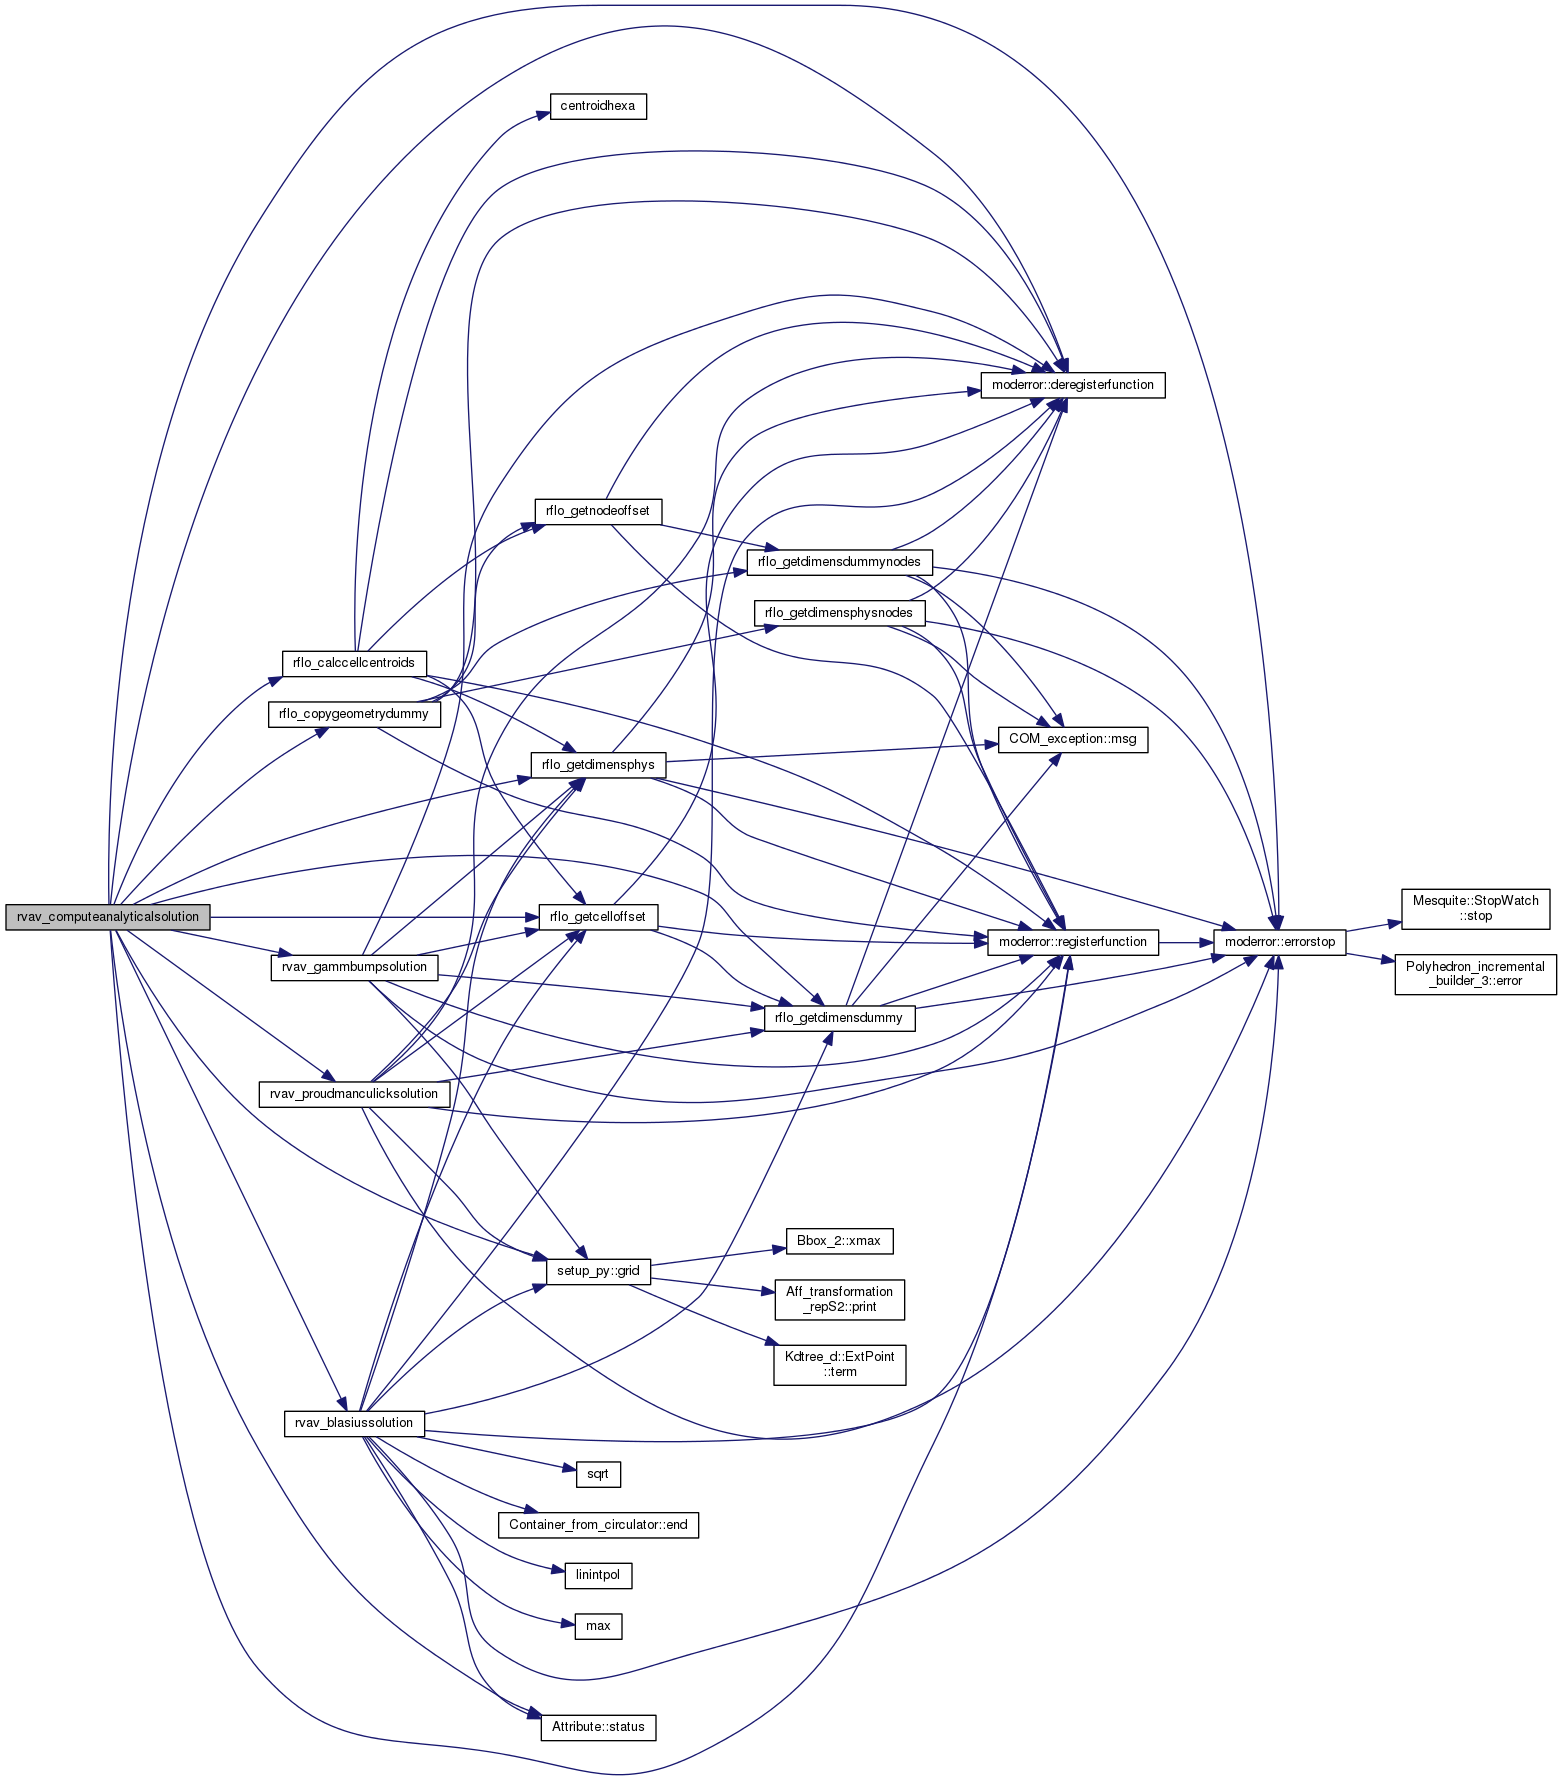 centroidhexa
moderror::deregisterfunction
rflo_getnodeoffset
rflo_getdimensdummynodes
rflo_getdimensphysnodes
rflo_calccellcentroids
rflo_copygeometrydummy
COM_exception::msg
rflo_getdimensphys
rvav_computeanalyticalsolution
rflo_getcelloffset
Mesquite::StopWatch
::stop
moderror::registerfunction
moderror::errorstop
rvav_gammbumpsolution
Polyhedron_incremental
_builder_3::error
rflo_getdimensdummy
rvav_proudmanculicksolution
Bbox_2::xmax
setup_py::grid
Aff_transformation
_repS2::print
Kdtree_d::ExtPoint
::term
rvav_blasiussolution
sqrt
Container_from_circulator::end
linintpol
max
Attribute::status